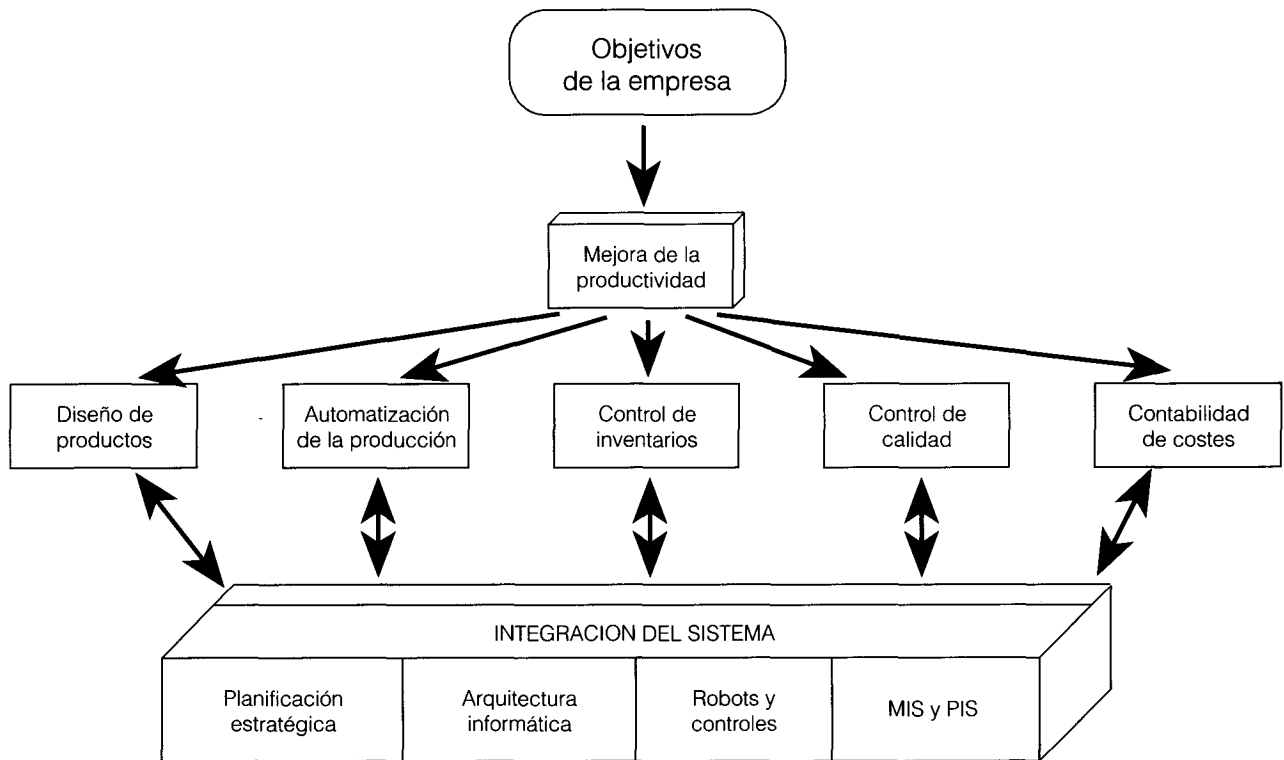 Objetivos
de la empresa
Mejora de la
productividad
Diseño de
productos
Automatización
de la producción
Control de
inventarios
Control de
calidad
Contabilidad
de costes
INTEGRACION DEL SISTEMA
Planificación
estratégica
Arquitectura
informática
Robots y
controles
MIS y PIS